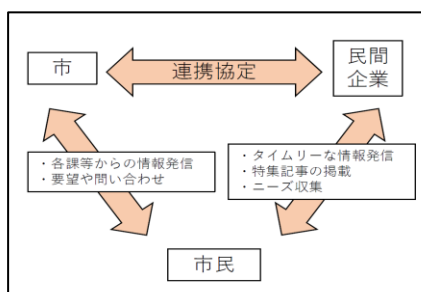 市
連携協定
民間
企業
・各課等からの情報発信
・要望や問い合わせ
・タイムリーな情報発信
・特集記事の掲載
・ニーズ収集
市民